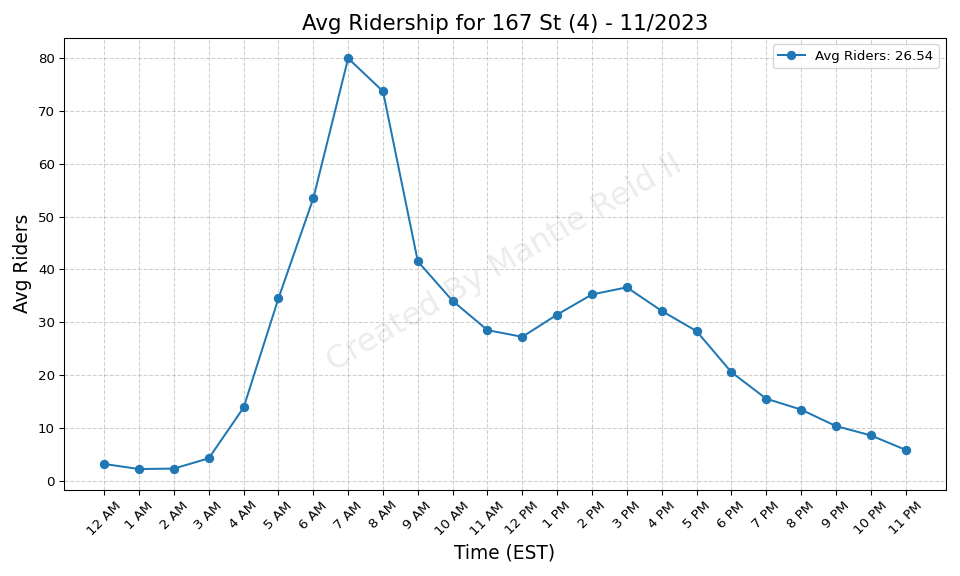 Avg Ridership for 167 St (4) - 11/2023
Avg Riders: 26.54
80
70
60
50
40
30
20
10
0
Avg Riders
Created By Mantie Reid II
12 AM
1 AM
2 AM
3 AM
4 AM
5 AM
6 AM
7 AM
8 AM
9 AM
10 AM
11 AM
12 PM
1 PM
2 PM
3 PM
4 PM
5 PM
6 PM
7 PM
8 PM
9 PM
10 PM
11 PM
Time (EST)